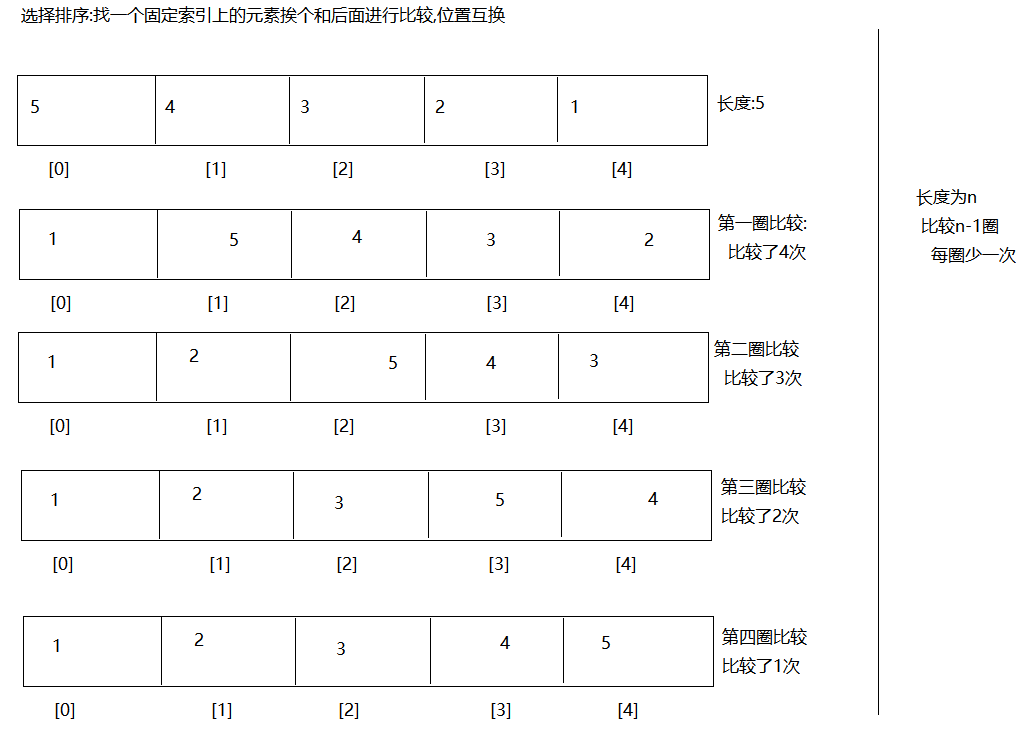 选择排序:找一个固定索引上的元素挨个和后面进行比较,位置互换
5 4 3 2 1 长度:5
[0] [1] [2] [3] [4]
1 5 4 3 2 第一圈比较:
比较了4次
[0] [1] [2] [3] [4]
1 2 5 4 3 第二圈比较
比较了3次
[0] [1] [2] [3] [4]
1 2 3 5 4 第三圈比较
比较了2次
[0] [1] [2] [3] [4]
1 2 3 4 5 第四圈比较
比较了1次
[0] [1] [2] [3] [4]
长度为n
比较n-1圈
每圈少一次